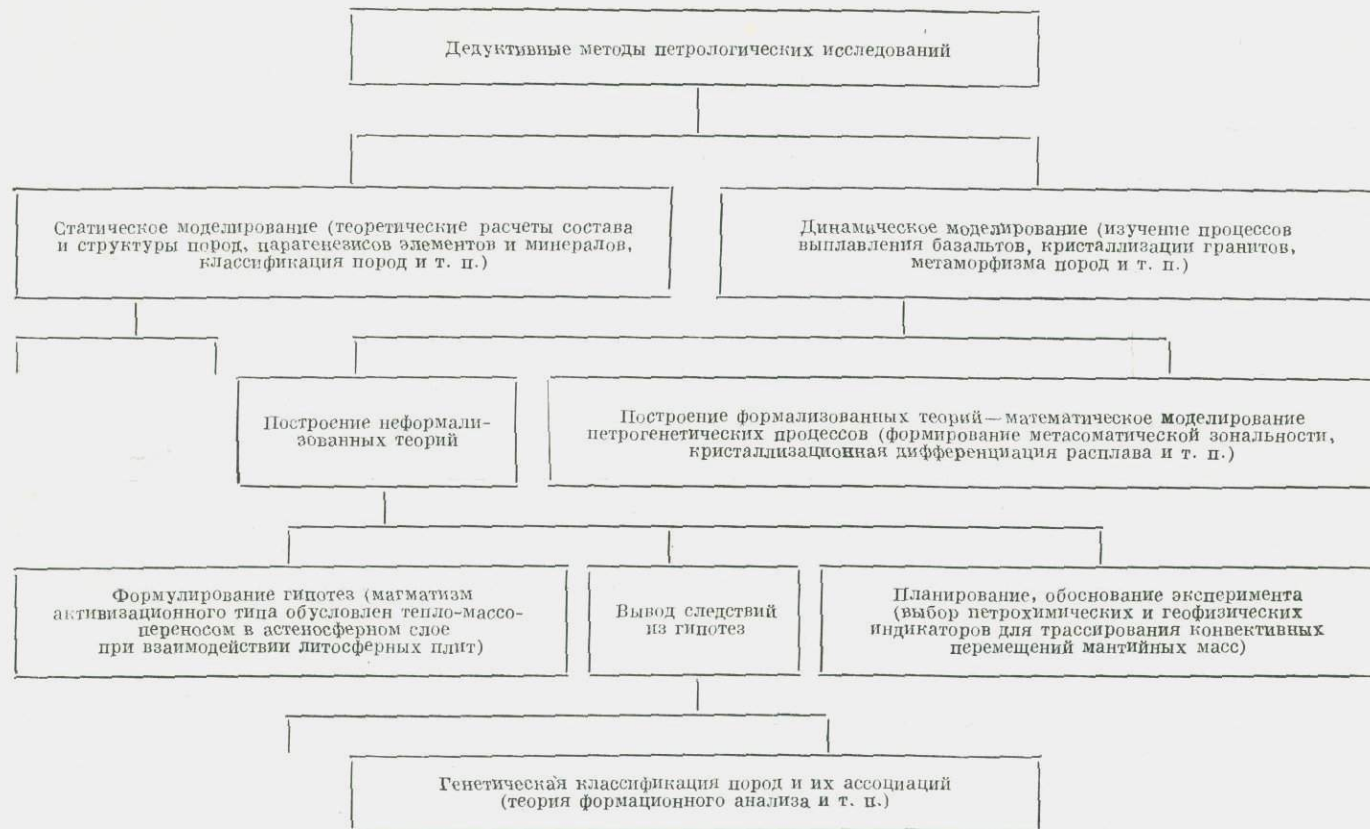 Дедуктивные методы петрологических исследований
Статическое моделирование (теоретические расчеты состава
и структуры пород, парагенезисов элементов и минералов,
классификация пород и т. п.)
Динамическое моделирование (изучение процессов
выплавления базальтов, кристаллизации гранитов,
метаморфизма пород и т. п.)
Построение неформали-
зованных теорий
Построение формализованных теорий—математическое моделирование
петрогенетических процессов (формирование метасоматической зональности,
кристаллизационная дифференциация расплава и т. п.)
Формулирование гипотез (магматизм
активизационного типа обусловлен тепло-массо-
переносом в астеносферном слое
при взаимодействии литосферных плит)
Вывод следствий
из гипотез
Планирование, обоснование эксперимента
(выбор петрохимических и геофизических
индикаторов для трассирования конвективных
перемещений мантийных масс)
Генетическая классификация пород и их ассоциаций
(теория формационного анализа и т. п.)